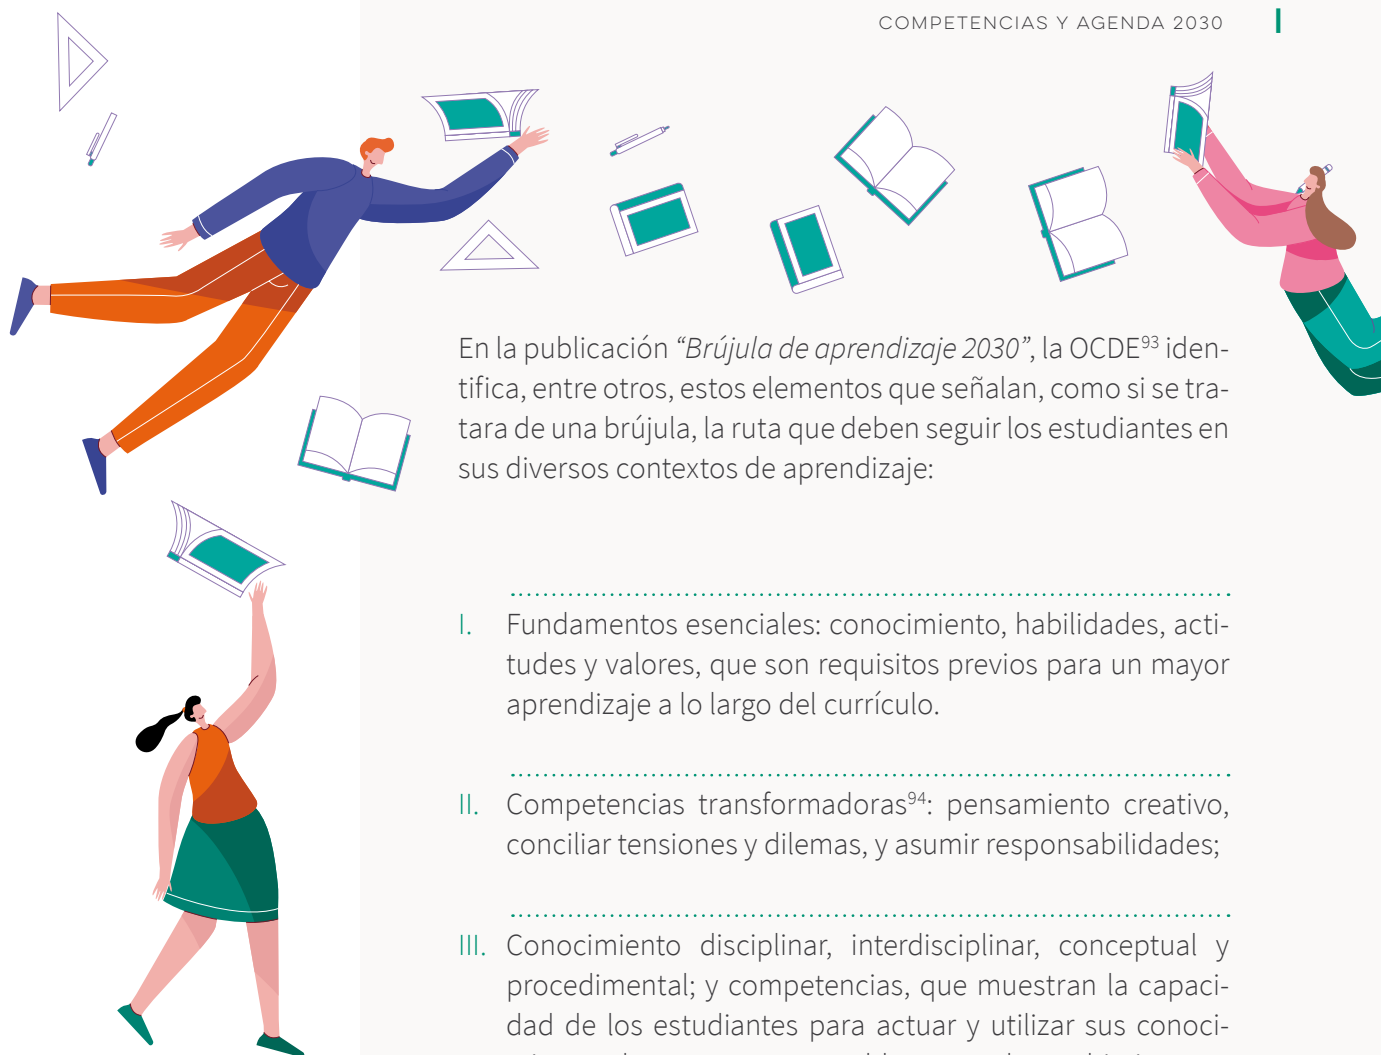 COMPETENCIAS Y AGENDA 2030
En la publicación “Brújula de aprendizaje 2030”, la OCDE93 iden-
tifica, entre otros, estos elementos que señalan, como si se tra-
tara de una brújula, la ruta que deben seguir los estudiantes en
sus diversos contextos de aprendizaje:
I. Fundamentos esenciales: conocimiento, habilidades, acti-
tudes y valores, que son requisitos previos para un mayor
aprendizaje a lo largo del currículo.
II. Competencias transformadoras94: pensamiento creativo,
conciliar tensiones y dilemas, y asumir responsabilidades;
III. Conocimiento disciplinar, interdisciplinar, conceptual y
procedimental; y competencias, que muestran la capaci-
dad de los estudiantes para actuar y utilizar sus conoci-